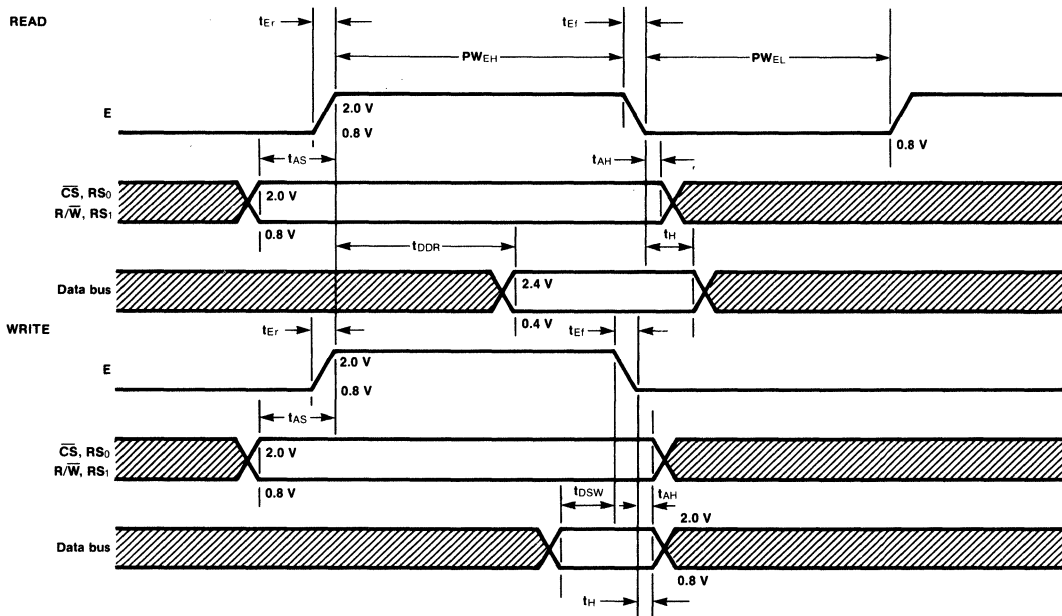 READ
tEr
tEf
PWEH
PWEL
E
2.0 V
0.8 V
0.8 V
tAS
tAH
CS, RS0
R/W, RS1
2.0 V
0.8 V
tDDR
tH
Data bus
2.4 V
0.4 V
WRITE
tEr
tEf
E
2.0 V
0.8 V
tAS
CS, RS0
R/W, RS1
2.0 V
0.8 V
tDSW
tAH
Data bus
2.0 V
0.8 V
tH